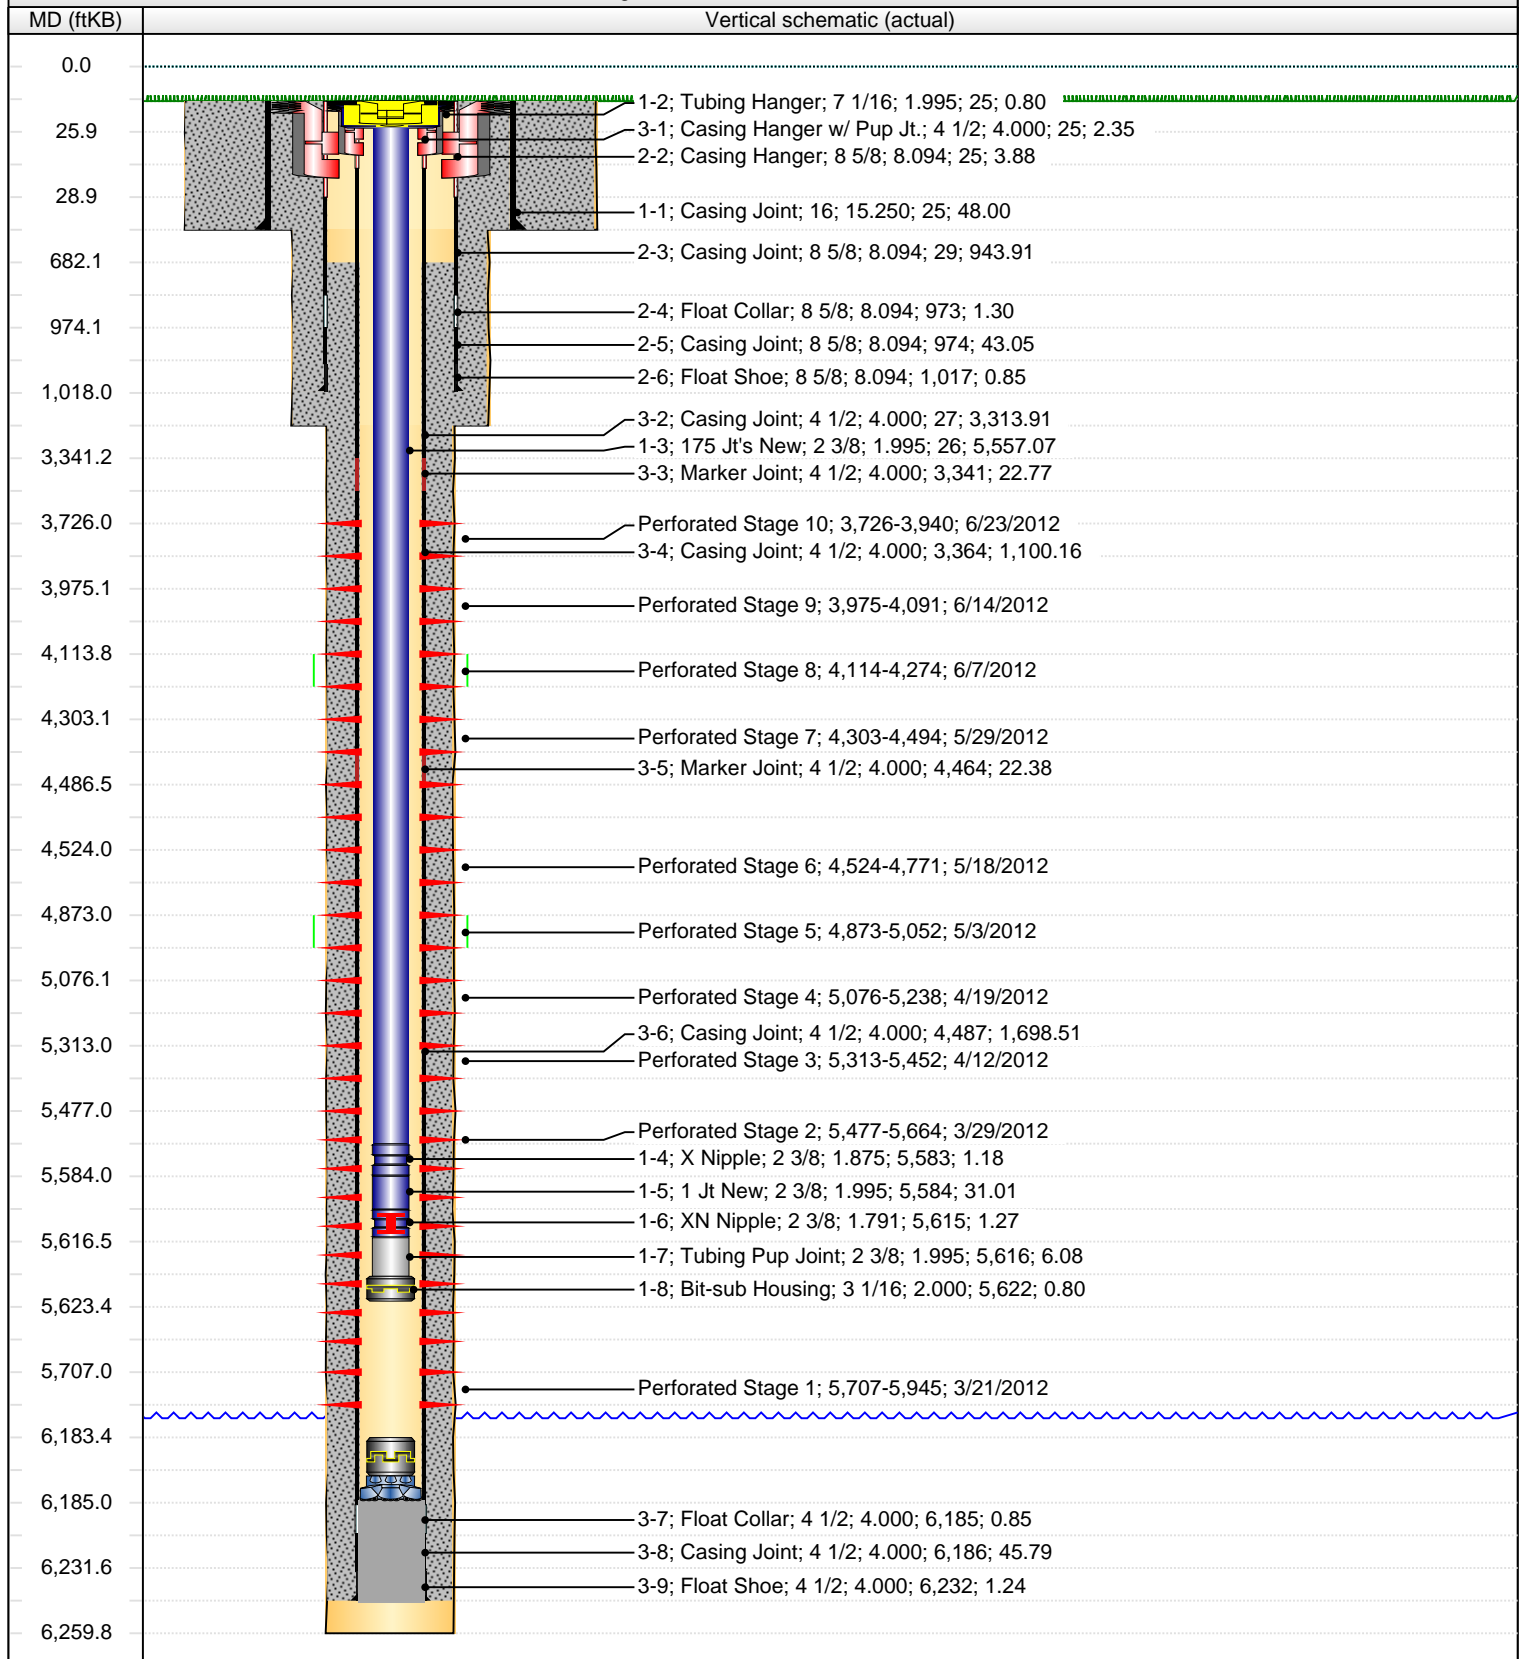 MD (ftKB)
Vertical schematic (actual)
0.0
1-2; Tubing Hanger; 7 1/16; 1.995; 25; 0.80
25.9
3-1; Casing Hanger w/ Pup Jt.; 4 1/2; 4.000; 25; 2.35
2-2; Casing Hanger; 8 5/8; 8.094; 25; 3.88
28.9
1-1; Casing Joint; 16; 15.250; 25; 48.00
2-3; Casing Joint; 8 5/8; 8.094; 29; 943.91
682.1
2-4; Float Collar; 8 5/8; 8.094; 973; 1.30
974.1
2-5; Casing Joint; 8 5/8; 8.094; 974; 43.05
2-6; Float Shoe; 8 5/8; 8.094; 1,017; 0.85
1,018.0
3-2; Casing Joint; 4 1/2; 4.000; 27; 3,313.91
1-3; 175 Jt's New; 2 3/8; 1.995; 26; 5,557.07
3,341.2
3-3; Marker Joint; 4 1/2; 4.000; 3,341; 22.77
3,726.0
Perforated Stage 10; 3,726-3,940; 6/23/2012
3-4; Casing Joint; 4 1/2; 4.000; 3,364; 1,100.16
3,975.1
Perforated Stage 9; 3,975-4,091; 6/14/2012
4,113.8
Perforated Stage 8; 4,114-4,274; 6/7/2012
4,303.1
Perforated Stage 7; 4,303-4,494; 5/29/2012
3-5; Marker Joint; 4 1/2; 4.000; 4,464; 22.38
4,486.5
4,524.0
Perforated Stage 6; 4,524-4,771; 5/18/2012
4,873.0
Perforated Stage 5; 4,873-5,052; 5/3/2012
5,076.1
Perforated Stage 4; 5,076-5,238; 4/19/2012
3-6; Casing Joint; 4 1/2; 4.000; 4,487; 1,698.51
5,313.0
Perforated Stage 3; 5,313-5,452; 4/12/2012
5,477.0
Perforated Stage 2; 5,477-5,664; 3/29/2012
1-4; X Nipple; 2 3/8; 1.875; 5,583; 1.18
5,584.0
1-5; 1 Jt New; 2 3/8; 1.995; 5,584; 31.01
1-6; XN Nipple; 2 3/8; 1.791; 5,615; 1.27
5,616.5
1-7; Tubing Pup Joint; 2 3/8; 1.995; 5,616; 6.08
1-8; Bit-sub Housing; 3 1/16; 2.000; 5,622; 0.80
5,623.4
5,707.0
Perforated Stage 1; 5,707-5,945; 3/21/2012
6,183.4
6,185.0
3-7; Float Collar; 4 1/2; 4.000; 6,185; 0.85
3-8; Casing Joint; 4 1/2; 4.000; 6,186; 45.79
6,231.6
3-9; Float Shoe; 4 1/2; 4.000; 6,232; 1.24
6,259.8